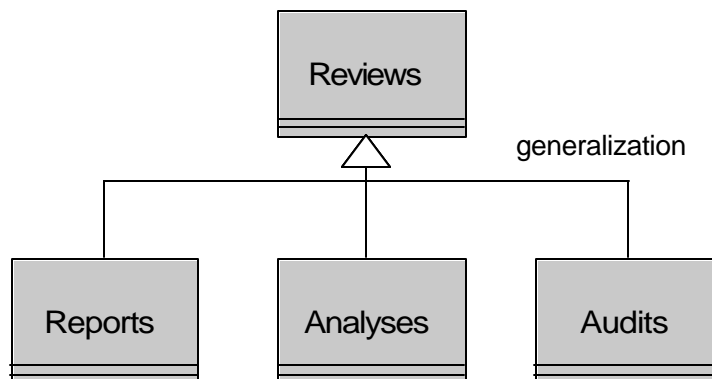 Reviews
generalization
Reports
Analyses
Audits